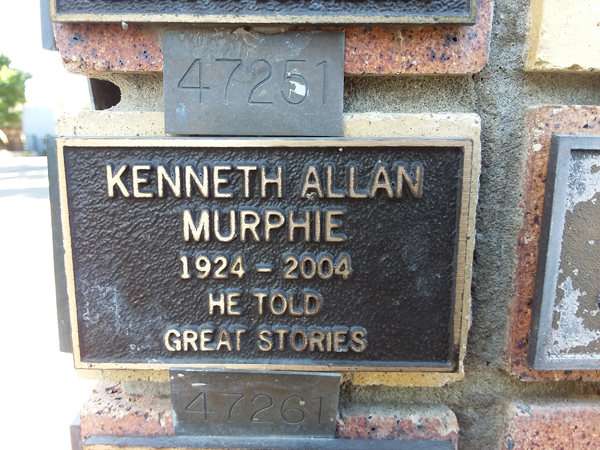 47251
KENNETH ALLAN
MURPHIE
1924 - 2004
HE TOLD
GREAT STORIES
47261